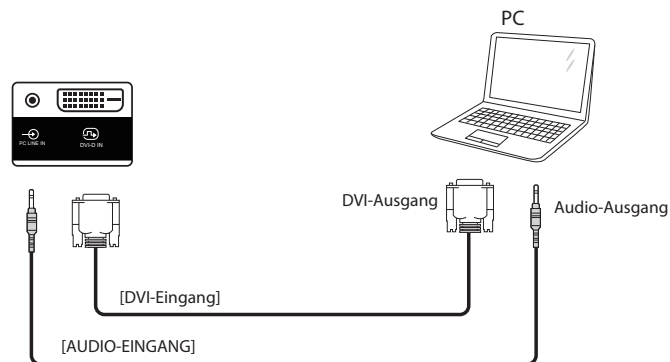 PC
PC LINE IN
DVI-D IN
DVI-Ausgang
Audio-Ausgang
[DVI-Eingang]
[AUDIO-EINGANG]